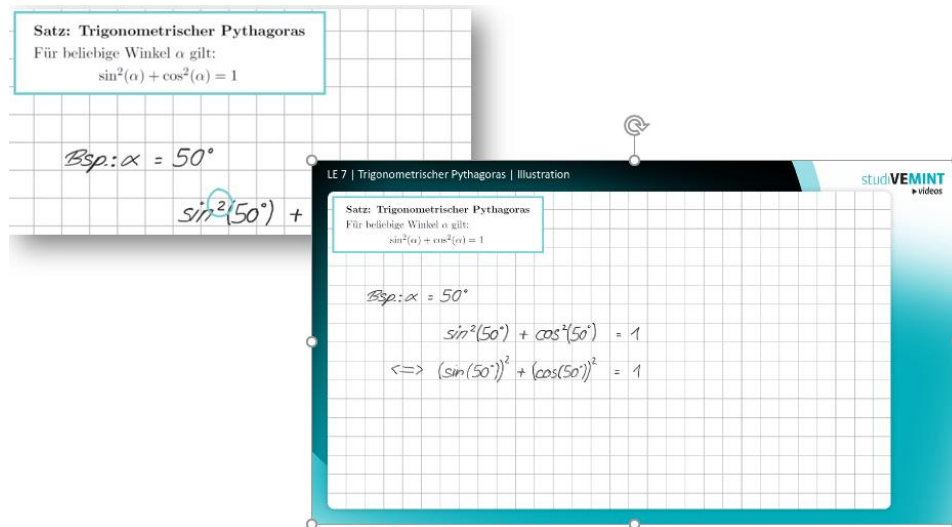 Satz: Trigonometrischer Pythagoras
Für beliebige Winkel α gilt:
sin²(α) + cos²(α) = 1
Bsp.: α = 50°
sin²(50°) +
LE 7 | Trigonometrischer Pythagoras | Illustration
studiVEMINT
▸videos
Satz: Trigonometrischer Pythagoras
Für beliebige Winkel α gilt:
sin²(α) + cos²(α) = 1
Bsp.: α = 50°
sin²(50°) + cos²(50°) = 1
<=> (sin(50°))² + (cos(50°))² = 1